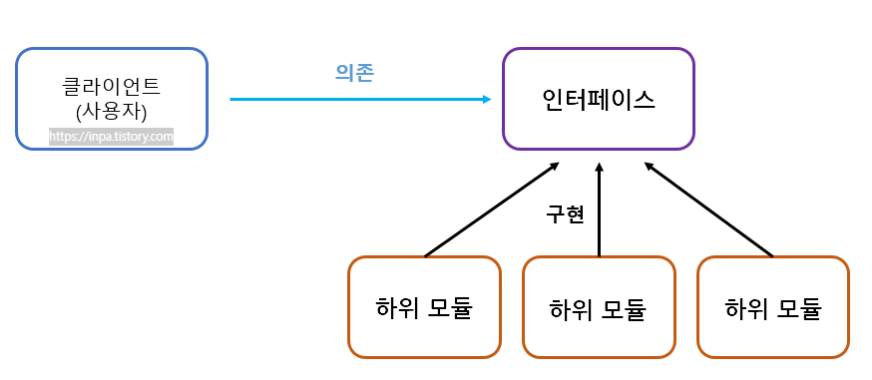 의존
클라이언트
(사용자)
https://inpa.tistory.com
인터페이스
구현
하위 모듈
하위 모듈
하위 모듈